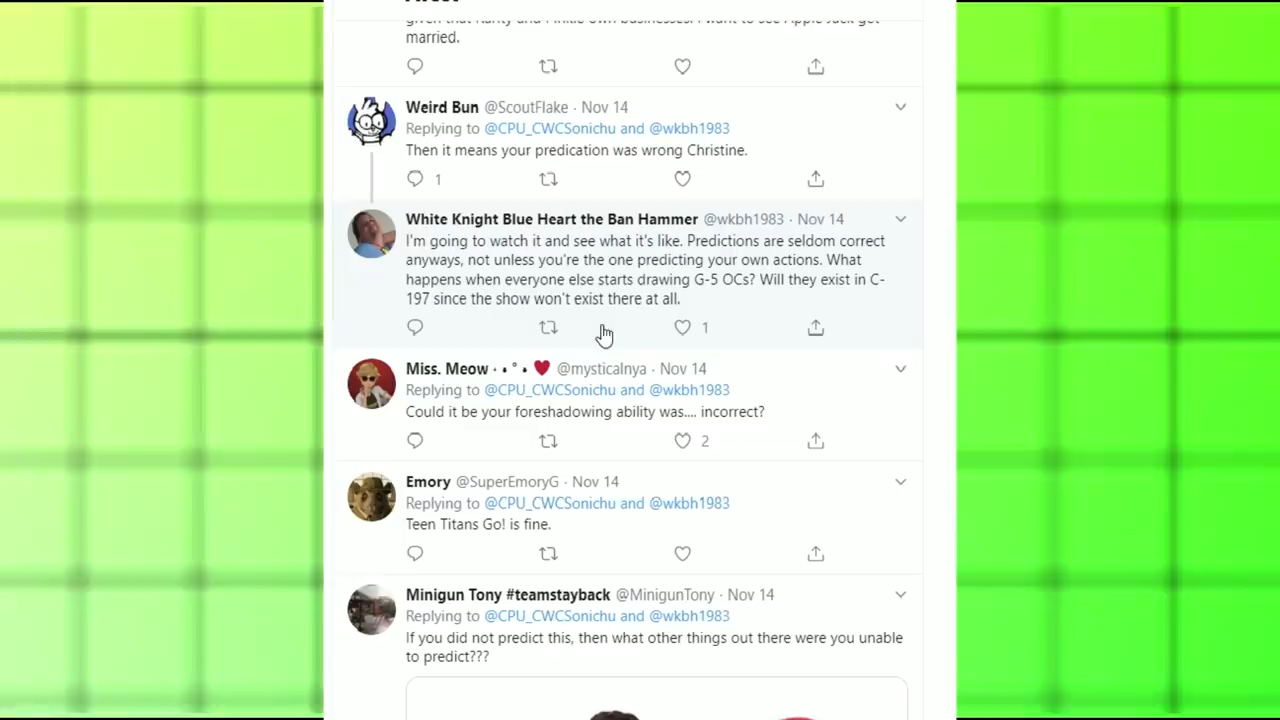 married.
Weird Bun @ScoutFlake · Nov 14
Replying to @CPU_CWCSonichu and @wkbh1983
Then it means your predication was wrong Christine.
1
White Knight Blue Heart the Ban Hammer @wkbh1983 · Nov 14
I'm going to watch it and see what it's like. Predictions are seldom correct
anyways, not unless you're the one predicting your own actions. What
happens when everyone else starts drawing G-5 OCs? Will they exist in C-
197 since the show won't exist there at all.
1
Miss. Meow · • ° • ♥ @mysticalnya · Nov 14
Replying to @CPU_CWCSonichu and @wkbh1983
Could it be your foreshadowing ability was.... incorrect?
2
Emory @SuperEmoryG · Nov 14
Replying to @CPU_CWCSonichu and @wkbh1983
Teen Titans Go! is fine.
Minigun Tony #teamstayback @MinigunTony · Nov 14
Replying to @CPU_CWCSonichu and @wkbh1983
If you did not predict this, then what other things out there were you unable
to predict???